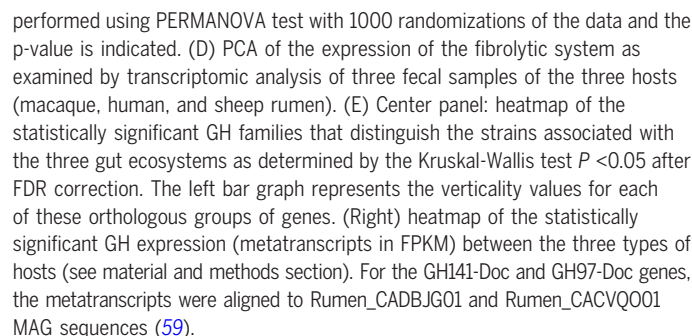 performed using PERMANOVA test with 1000 randomizations of the data and the
p-value is indicated. (D) PCA of the expression of the fibrolytic system as
examined by transcriptomic analysis of three fecal samples of the three hosts
(macaque, human, and sheep rumen). (E) Center panel: heatmap of the
statistically significant GH families that distinguish the strains associated with
the three gut ecosystems as determined by the Kruskal-Wallis test P <0.05 after
FDR correction. The left bar graph represents the verticality values for each
of these orthologous groups of genes. (Right) heatmap of the statistically
significant GH expression (metatranscripts in FPKM) between the three types of
hosts (see material and methods section). For the GH141-Doc and GH97-Doc genes,
the metatranscripts were aligned to Rumen_CADBJG01 and Rumen_CACVQO01
MAG sequences (59).